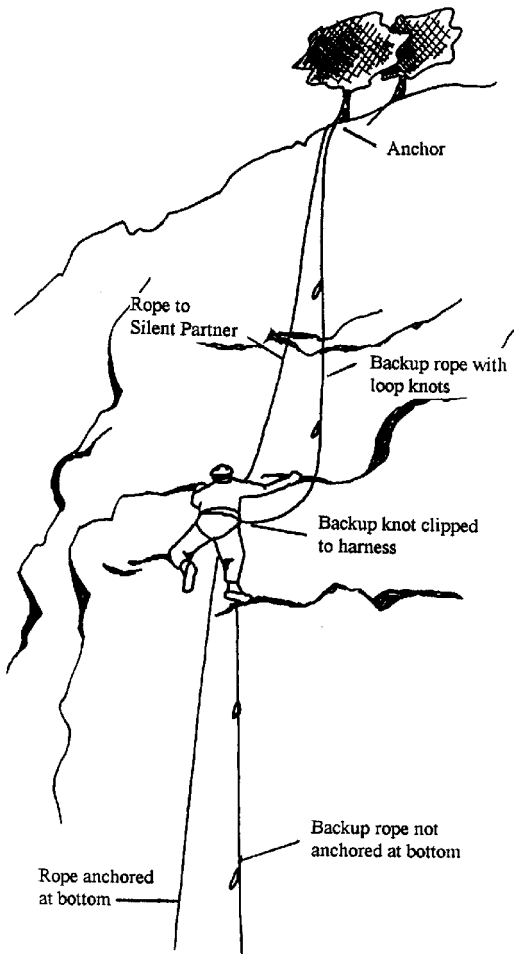 Anchor
Rope to
Silent Partner
Backup rope with
loop knots
Backup knot clipped
to harness
Backup rope not
anchored at bottom
Rope anchored
at bottom